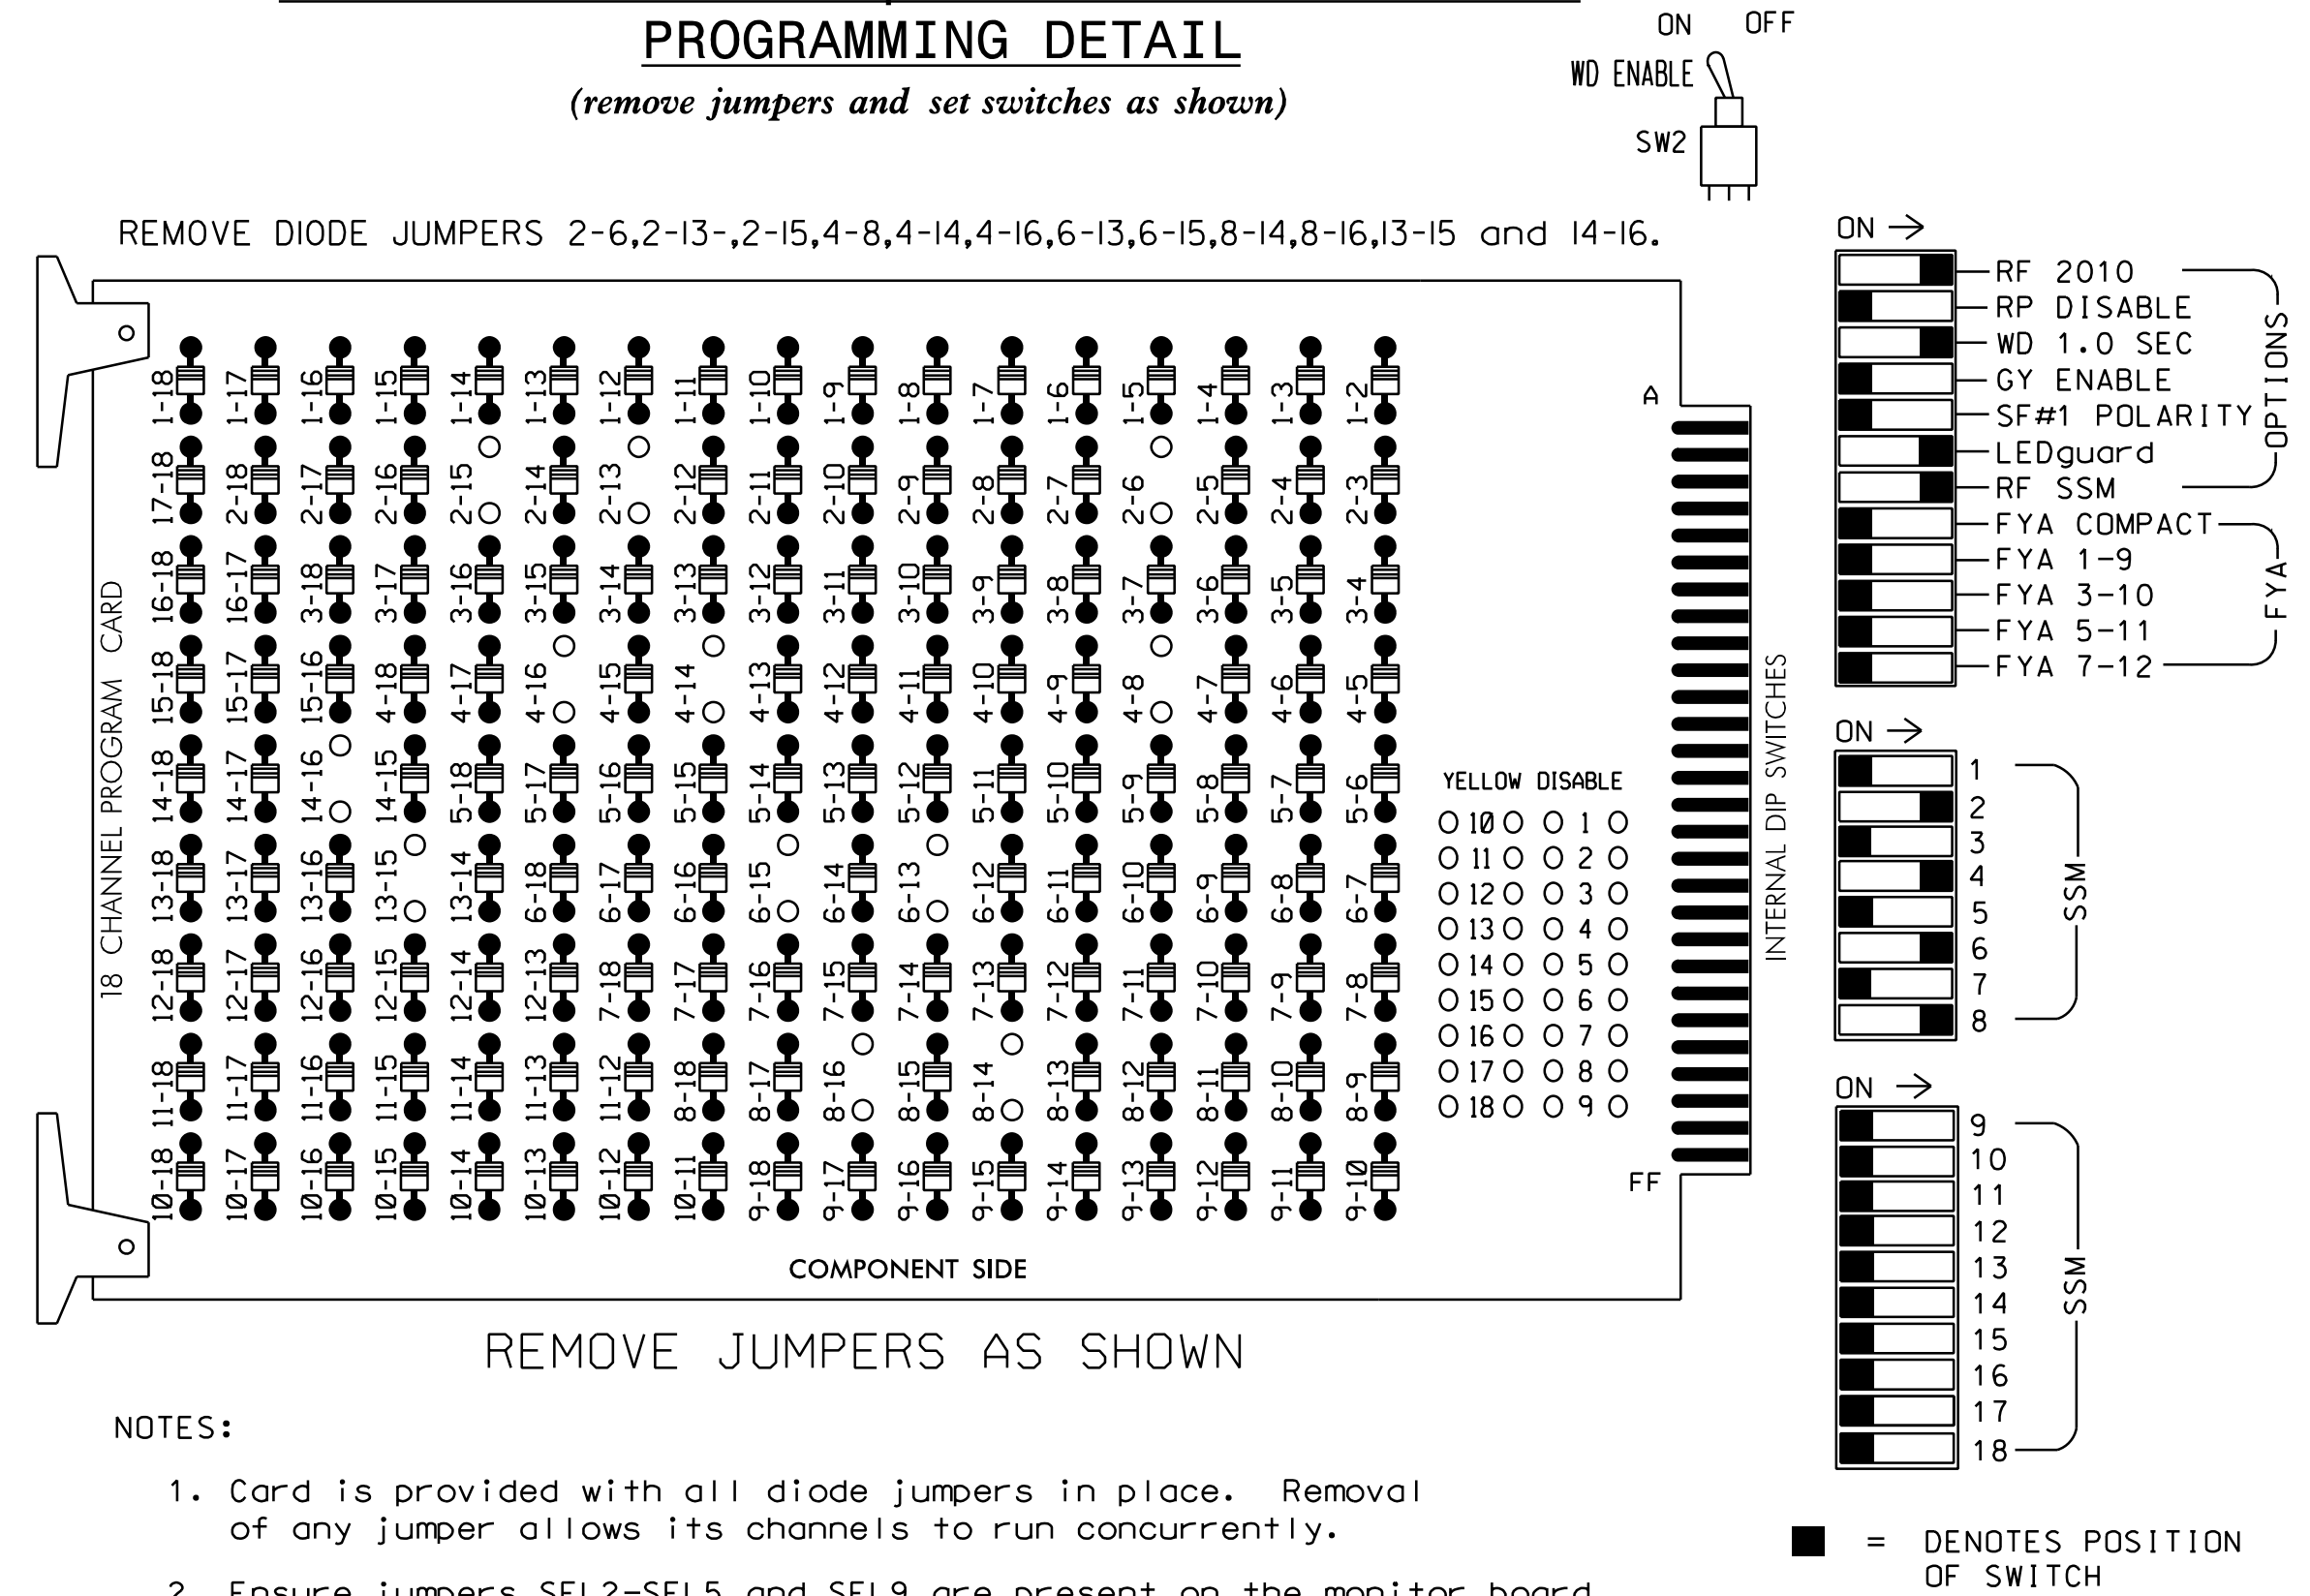 PROGRAMMING DETAIL
(remove jumpers and set switches as shown)
ON OFF
WD ENABLE
SW2
REMOVE DIODE JUMPERS 2-6,2-13-,2-15,4-8,4-14,4-16,6-13,6-15,8-14,8-16,13-15 and 14-16.
18 CHANNEL PROGRAM CARD
1-18 1-17 1-16 1-15 1-14 1-13 1-12 1-11 1-10 1-9 1-8 1-7 1-6 1-5 1-4 1-3 1-2
17-18 2-18 2-17 2-16 2-15 2-14 2-13 2-12 2-11 2-10 2-9 2-8 2-7 2-6 2-5 2-4 2-3
16-18 16-17 3-18 3-17 3-16 3-15 3-14 3-13 3-12 3-11 3-10 3-9 3-8 3-7 3-6 3-5 3-4
15-18 15-17 15-16 4-18 4-17 4-16 4-15 4-14 4-13 4-12 4-11 4-10 4-9 4-8 4-7 4-6 4-5
14-18 14-17 14-16 14-15 5-18 5-17 5-16 5-15 5-14 5-13 5-12 5-11 5-10 5-9 5-8 5-7 5-6
13-18 13-17 13-16 13-15 13-14 6-18 6-17 6-16 6-15 6-14 6-13 6-12 6-11 6-10 6-9 6-8 6-7
12-18 12-17 12-16 12-15 12-14 12-13 7-18 7-17 7-16 7-15 7-14 7-13 7-12 7-11 7-10 7-9 7-8
11-18 11-17 11-16 11-15 11-14 11-13 11-12 8-18 8-17 8-16 8-15 8-14 8-13 8-12 8-11 8-10 8-9
10-18 10-17 10-16 10-15 10-14 10-13 10-12 10-11 9-18 9-17 9-16 9-15 9-14 9-13 9-12 9-11 9-10
A
YELLOW DISABLE
10 1
11 2
12 3
13 4
14 5
15 6
16 7
17 8
18 9
FF
COMPONENT SIDE
INTERNAL DIP SWITCHES
ON
RF 2010
RP DISABLE
WD 1.0 SEC
GY ENABLE
SF#1 POLARITY
LEDguard
RF SSM
OPTIONS
FYA COMPACT
FYA 1-9
FYA 3-10
FYA 5-11
FYA 7-12
FYA
ON
1
2
3
4
5
6
7
8
SSM
ON
9
10
11
12
13
14
15
16
17
18
SSM
REMOVE JUMPERS AS SHOWN
NOTES:
1. Card is provided with all diode jumpers in place. Removal
of any jumper allows its channels to run concurrently.
2. Ensure jumpers SEL2-SEL5 and SEL9 are present on the monitor board
= DENOTES POSITION
OF SWITCH